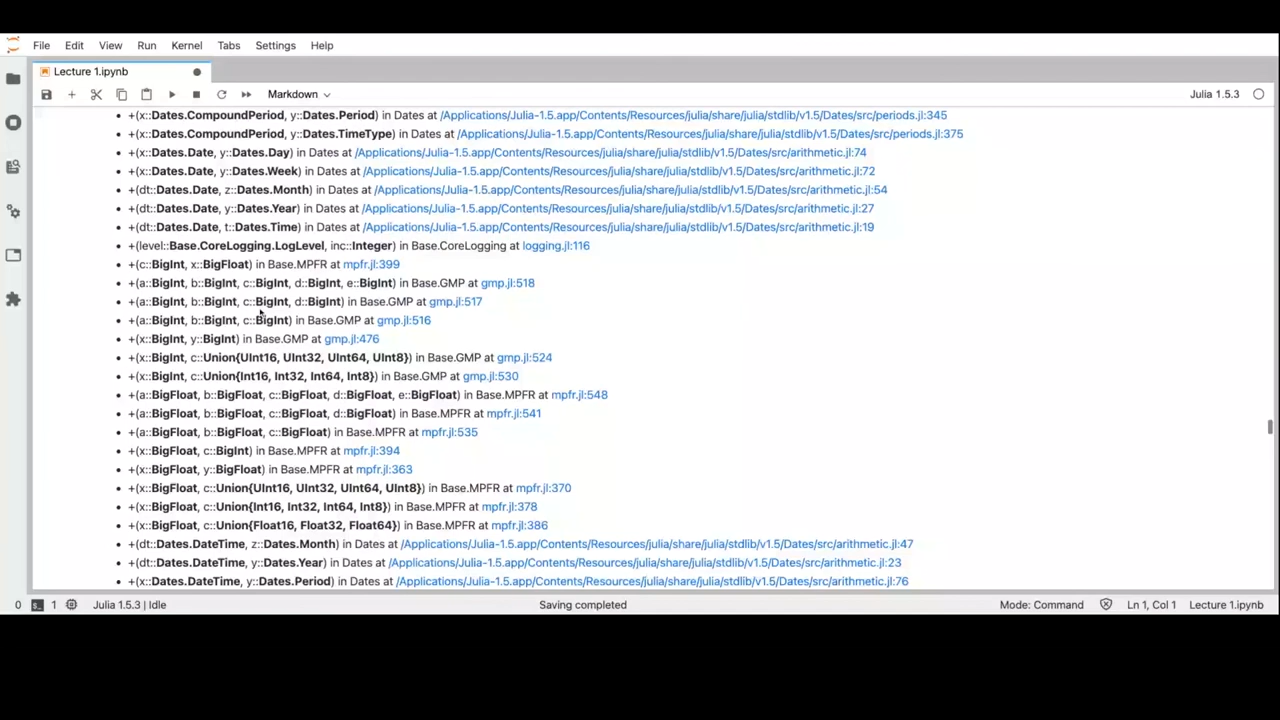 File Edit View Run Kernel Tabs Settings Help
Lecture 1.ipynb
Markdown Julia 1.5.3
+(x::Dates.CompoundPeriod, y::Dates.Period) in Dates at /Applications/Julia-1.5.app/Contents/Resources/julia/share/julia/stdlib/v1.5/Dates/src/periods.jl:345
+(x::Dates.CompoundPeriod, y::Dates.TimeType) in Dates at /Applications/Julia-1.5.app/Contents/Resources/julia/share/julia/stdlib/v1.5/Dates/src/periods.jl:375
+(x::Dates.Date, y::Dates.Day) in Dates at /Applications/Julia-1.5.app/Contents/Resources/julia/share/julia/stdlib/v1.5/Dates/src/arithmetic.jl:74
+(x::Dates.Date, y::Dates.Week) in Dates at /Applications/Julia-1.5.app/Contents/Resources/julia/share/julia/stdlib/v1.5/Dates/src/arithmetic.jl:72
+(dt::Dates.Date, z::Dates.Month) in Dates at /Applications/Julia-1.5.app/Contents/Resources/julia/share/julia/stdlib/v1.5/Dates/src/arithmetic.jl:54
+(dt::Dates.Date, y::Dates.Year) in Dates at /Applications/Julia-1.5.app/Contents/Resources/julia/share/julia/stdlib/v1.5/Dates/src/arithmetic.jl:27
+(dt::Dates.Date, t::Dates.Time) in Dates at /Applications/Julia-1.5.app/Contents/Resources/julia/share/julia/stdlib/v1.5/Dates/src/arithmetic.jl:19
+(level::Base.CoreLogging.LogLevel, inc::Integer) in Base.CoreLogging at logging.jl:116
+(c::BigInt, x::BigFloat) in Base.MPFR at mpfr.jl:399
+(a::BigInt, b::BigInt, c::BigInt, d::BigInt, e::BigInt) in Base.GMP at gmp.jl:518
+(a::BigInt, b::BigInt, c::BigInt, d::BigInt) in Base.GMP at gmp.jl:517
+(a::BigInt, b::BigInt, c::BigInt) in Base.GMP at gmp.jl:516
+(x::BigInt, y::BigInt) in Base.GMP at gmp.jl:476
+(x::BigInt, c::Union{UInt16, UInt32, UInt64, UInt8}) in Base.GMP at gmp.jl:524
+(x::BigInt, c::Union{Int16, Int32, Int64, Int8}) in Base.GMP at gmp.jl:530
+(a::BigFloat, b::BigFloat, c::BigFloat, d::BigFloat, e::BigFloat) in Base.MPFR at mpfr.jl:548
+(a::BigFloat, b::BigFloat, c::BigFloat, d::BigFloat) in Base.MPFR at mpfr.jl:541
+(a::BigFloat, b::BigFloat, c::BigFloat) in Base.MPFR at mpfr.jl:535
+(x::BigFloat, c::BigInt) in Base.MPFR at mpfr.jl:394
+(x::BigFloat, y::BigFloat) in Base.MPFR at mpfr.jl:363
+(x::BigFloat, c::Union{UInt16, UInt32, UInt64, UInt8}) in Base.MPFR at mpfr.jl:370
+(x::BigFloat, c::Union{Int16, Int32, Int64, Int8}) in Base.MPFR at mpfr.jl:378
+(x::BigFloat, c::Union{Float16, Float32, Float64}) in Base.MPFR at mpfr.jl:386
+(dt::Dates.DateTime, z::Dates.Month) in Dates at /Applications/Julia-1.5.app/Contents/Resources/julia/share/julia/stdlib/v1.5/Dates/src/arithmetic.jl:47
+(dt::Dates.DateTime, y::Dates.Year) in Dates at /Applications/Julia-1.5.app/Contents/Resources/julia/share/julia/stdlib/v1.5/Dates/src/arithmetic.jl:23
+(x::Dates.DateTime, y::Dates.Period) in Dates at /Applications/Julia-1.5.app/Contents/Resources/julia/share/julia/stdlib/v1.5/Dates/src/arithmetic.jl:76
0 1 Julia 1.5.3 | Idle Saving completed Mode: Command Ln 1, Col 1 Lecture 1.ipynb